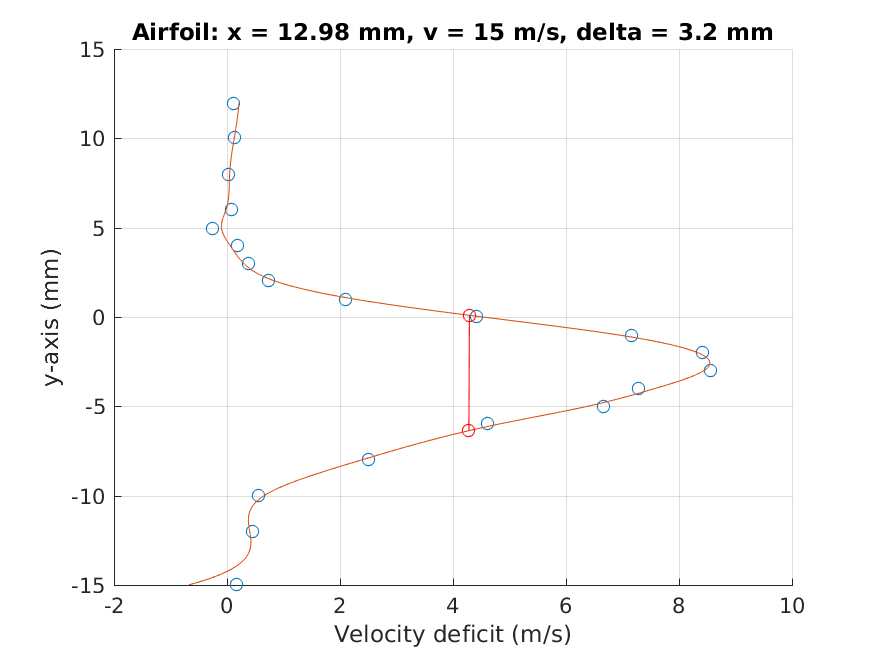 Airfoil: x = 12.98 mm, v = 15 m/s, delta = 3.2 mm
15
10
5
0
-5
-10
-15
y-axis (mm)
-2 0 2 4 6 8 10
Velocity deficit (m/s)